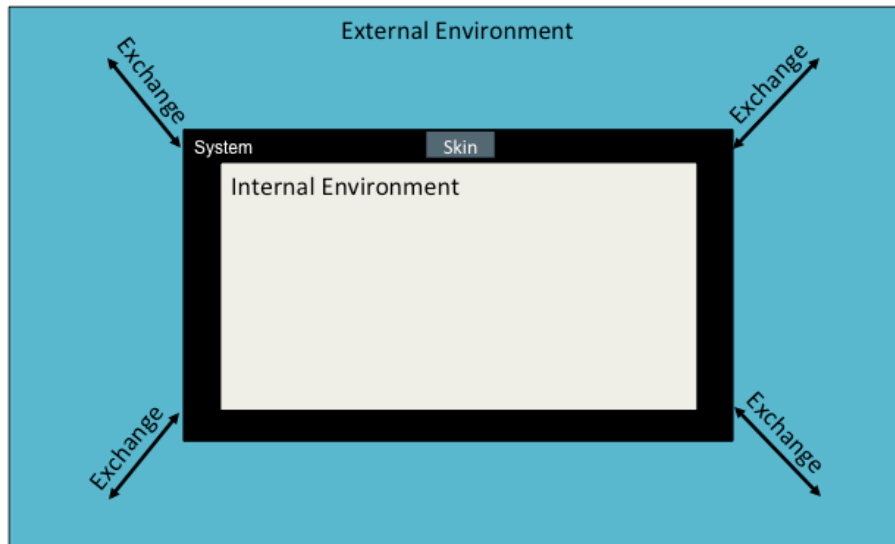 External Environment
Exchange
Exchange
System
Skin
Internal Environment
Exchange
Exchange